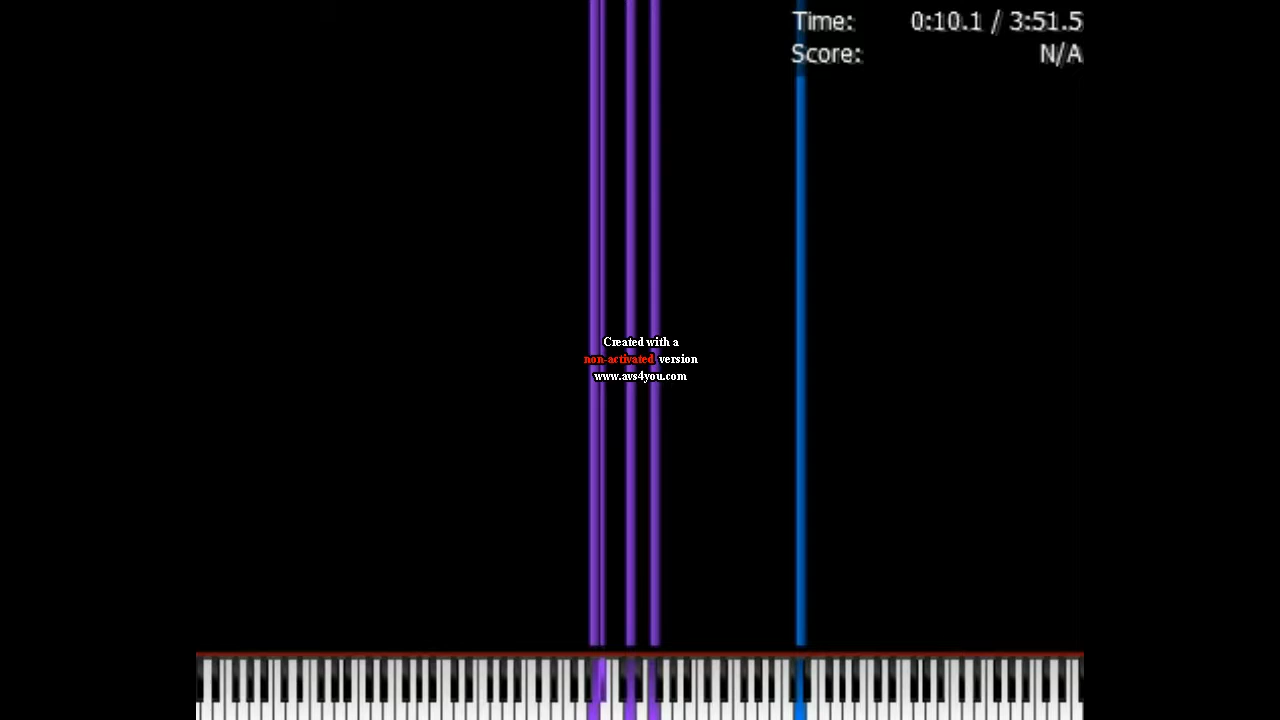 Time: 0:10.1 / 3:51.5
Score: N/A
Created with a
non-activated version
www.avs4you.com